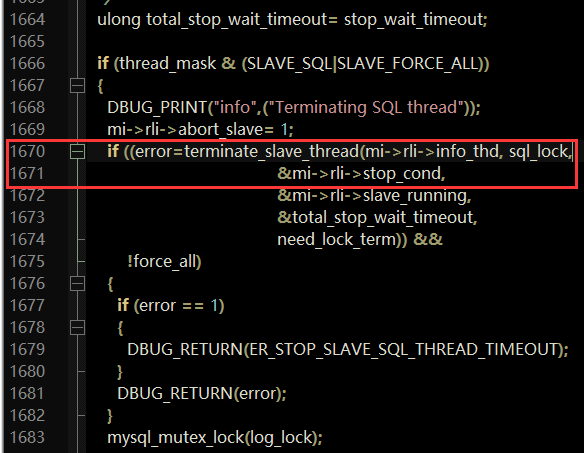 1664 ulong total_stop_wait_timeout= stop_wait_timeout;
1665
1666 if (thread_mask & (SLAVE_SQL|SLAVE_FORCE_ALL))
1667 {
1668 DBUG_PRINT("info",("Terminating SQL thread"));
1669 mi->rli->abort_slave= 1;
1670 if ((error=terminate_slave_thread(mi->rli->info_thd, sql_lock,
1671 &mi->rli->stop_cond,
1672 &mi->rli->slave_running,
1673 &total_stop_wait_timeout,
1674 need_lock_term)) &&
1675 !force_all)
1676 {
1677 if (error == 1)
1678 {
1679 DBUG_RETURN(ER_STOP_SLAVE_SQL_THREAD_TIMEOUT);
1680 }
1681 DBUG_RETURN(error);
1682 }
1683 mysql_mutex_lock(log_lock);